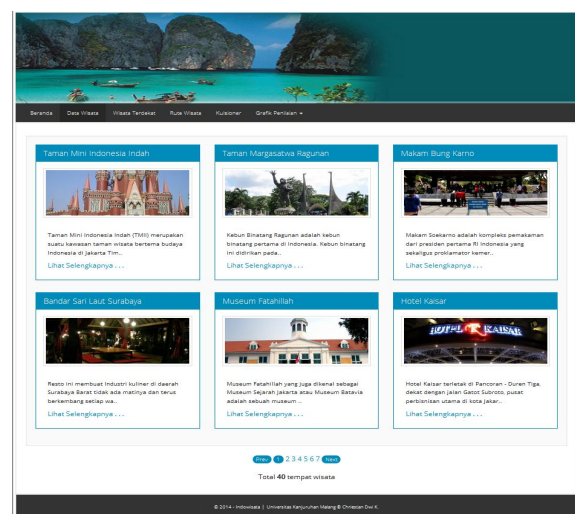 Beranda Data Wisata Wisata Terdekat Rute Wisata Kuisioner Grafik Penilaian
Taman Mini Indonesia Indah
Taman Mini Indonesia Indah (TMII) merupakan
suatu kawasan taman wisata bertema budaya
Indonesia di Jakarta Tim..
Lihat Selengkapnya . . .
Taman Margasatwa Ragunan
Kebun Binatang Ragunan adalah kebun
binatang pertama di Indonesia. Kebun binatang
ini didirikan pada..
Lihat Selengkapnya . . .
Makam Bung Karno
Makam Soekarno adalah kompleks pemakaman
dari presiden pertama RI Indonesia yang
sekaligus proklamator kemer..
Lihat Selengkapnya . . .
Bandar Sari Laut Surabaya
Resto ini membuat Industri kuliner di daerah
Surabaya Barat tidak ada matinya dan terus
berkembang setiap wa..
Lihat Selengkapnya . . .
Museum Fatahillah
Museum Fatahillah yang juga dikenal sebagai
Museum Sejarah Jakarta atau Museum Batavia
adalah sebuah museum ..
Lihat Selengkapnya . . .
Hotel Kaisar
HOTEL KAISAR
Hotel Kaisar terletak di Pancoran - Duren Tiga,
dekat dengan jalan Gatot Subroto, pusat
perbisnisan utama di kota Jakar..
Lihat Selengkapnya . . .
Prev 1 2 3 4 5 6 7 Next
Total 40 tempat wisata
© 2014 - Indowisata | Universitas Kanjuruhan Malang © Christian Dwi K.